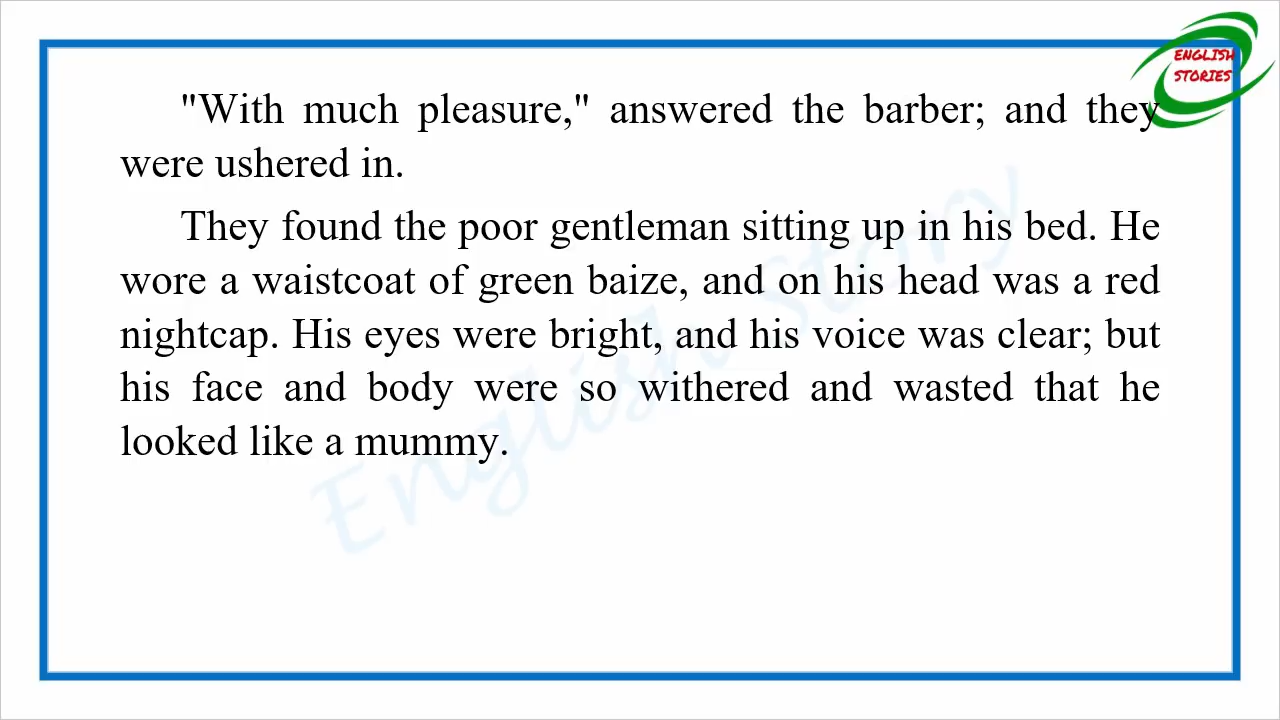 ENGLISH
STORIES
"With much pleasure," answered the barber; and they
were ushered in.
They found the poor gentleman sitting up in his bed. He
wore a waistcoat of green baize, and on his head was a red
nightcap. His eyes were bright, and his voice was clear; but
his face and body were so withered and wasted that he
looked like a mummy.
English Story